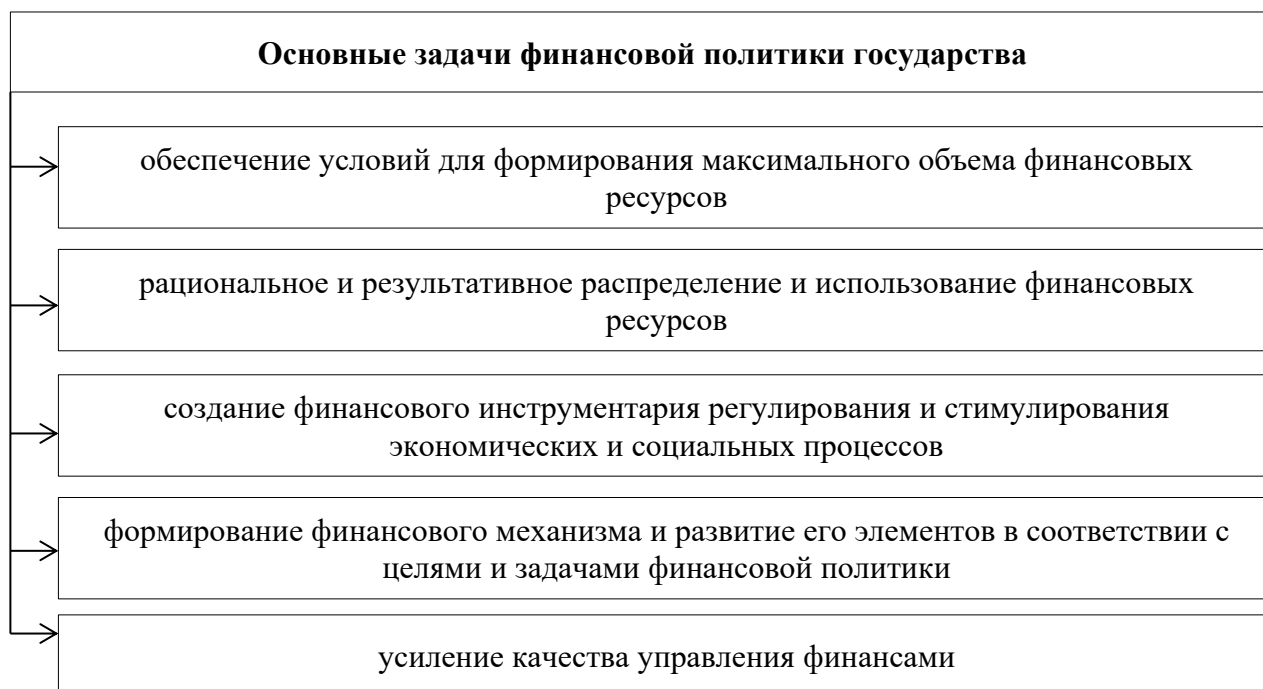 Основные задачи финансовой политики государства
обеспечение условий для формирования максимального объема финансовых
ресурсов
рациональное и результативное распределение и использование финансовых
ресурсов
создание финансового инструментария регулирования и стимулирования
экономических и социальных процессов
формирование финансового механизма и развитие его элементов в соответствии с
целями и задачами финансовой политики
усиление качества управления финансами